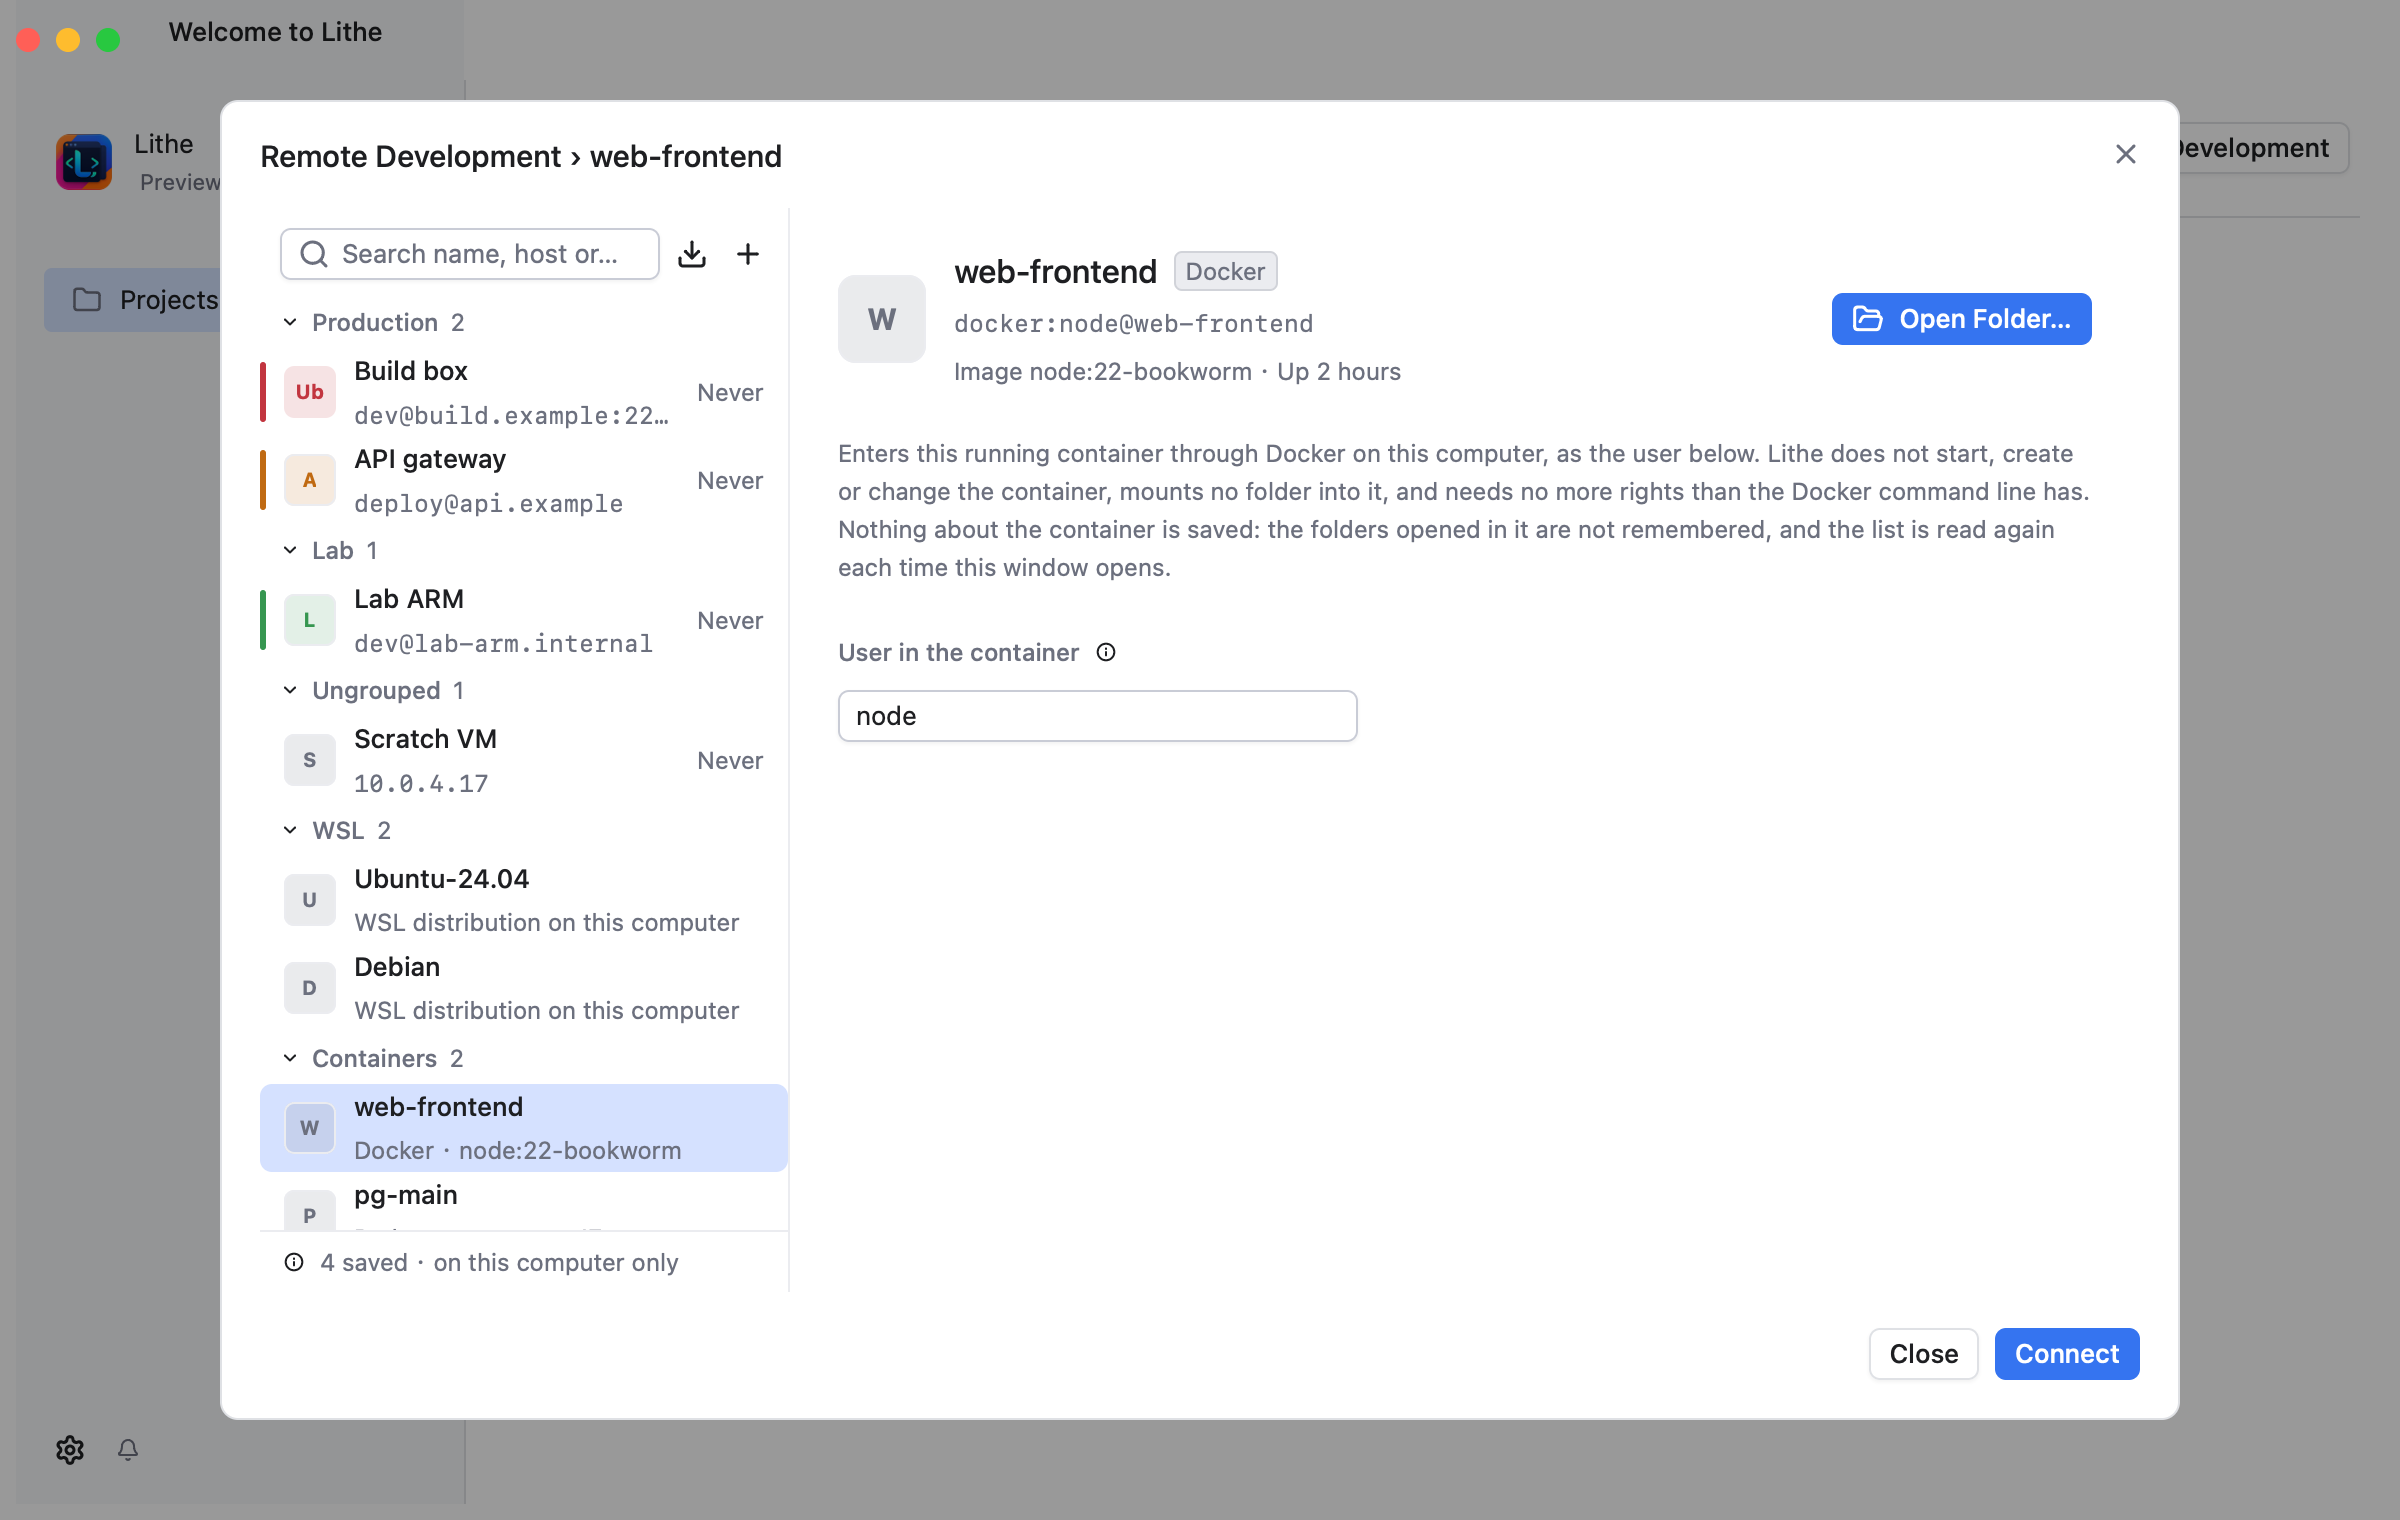 Welcome to Lithe
Lithe
Preview
Projects
Development
Remote Development › web-frontend
Search name, host or...
Production 2
Ub
Build box
dev@build.example:22…
Never
A
API gateway
deploy@api.example
Never
Lab 1
L
Lab ARM
dev@lab-arm.internal
Never
Ungrouped 1
S
Scratch VM
10.0.4.17
Never
WSL 2
U
Ubuntu-24.04
WSL distribution on this computer
D
Debian
WSL distribution on this computer
Containers 2
W
web-frontend
Docker · node:22-bookworm
P
pg-main
4 saved · on this computer only
W
web-frontend Docker
docker:node@web-frontend
Image node:22-bookworm · Up 2 hours
Open Folder...
Enters this running container through Docker on this computer, as the user below. Lithe does not start, create
or change the container, mounts no folder into it, and needs no more rights than the Docker command line has.
Nothing about the container is saved: the folders opened in it are not remembered, and the list is read again
each time this window opens.
User in the container
node
Close
Connect